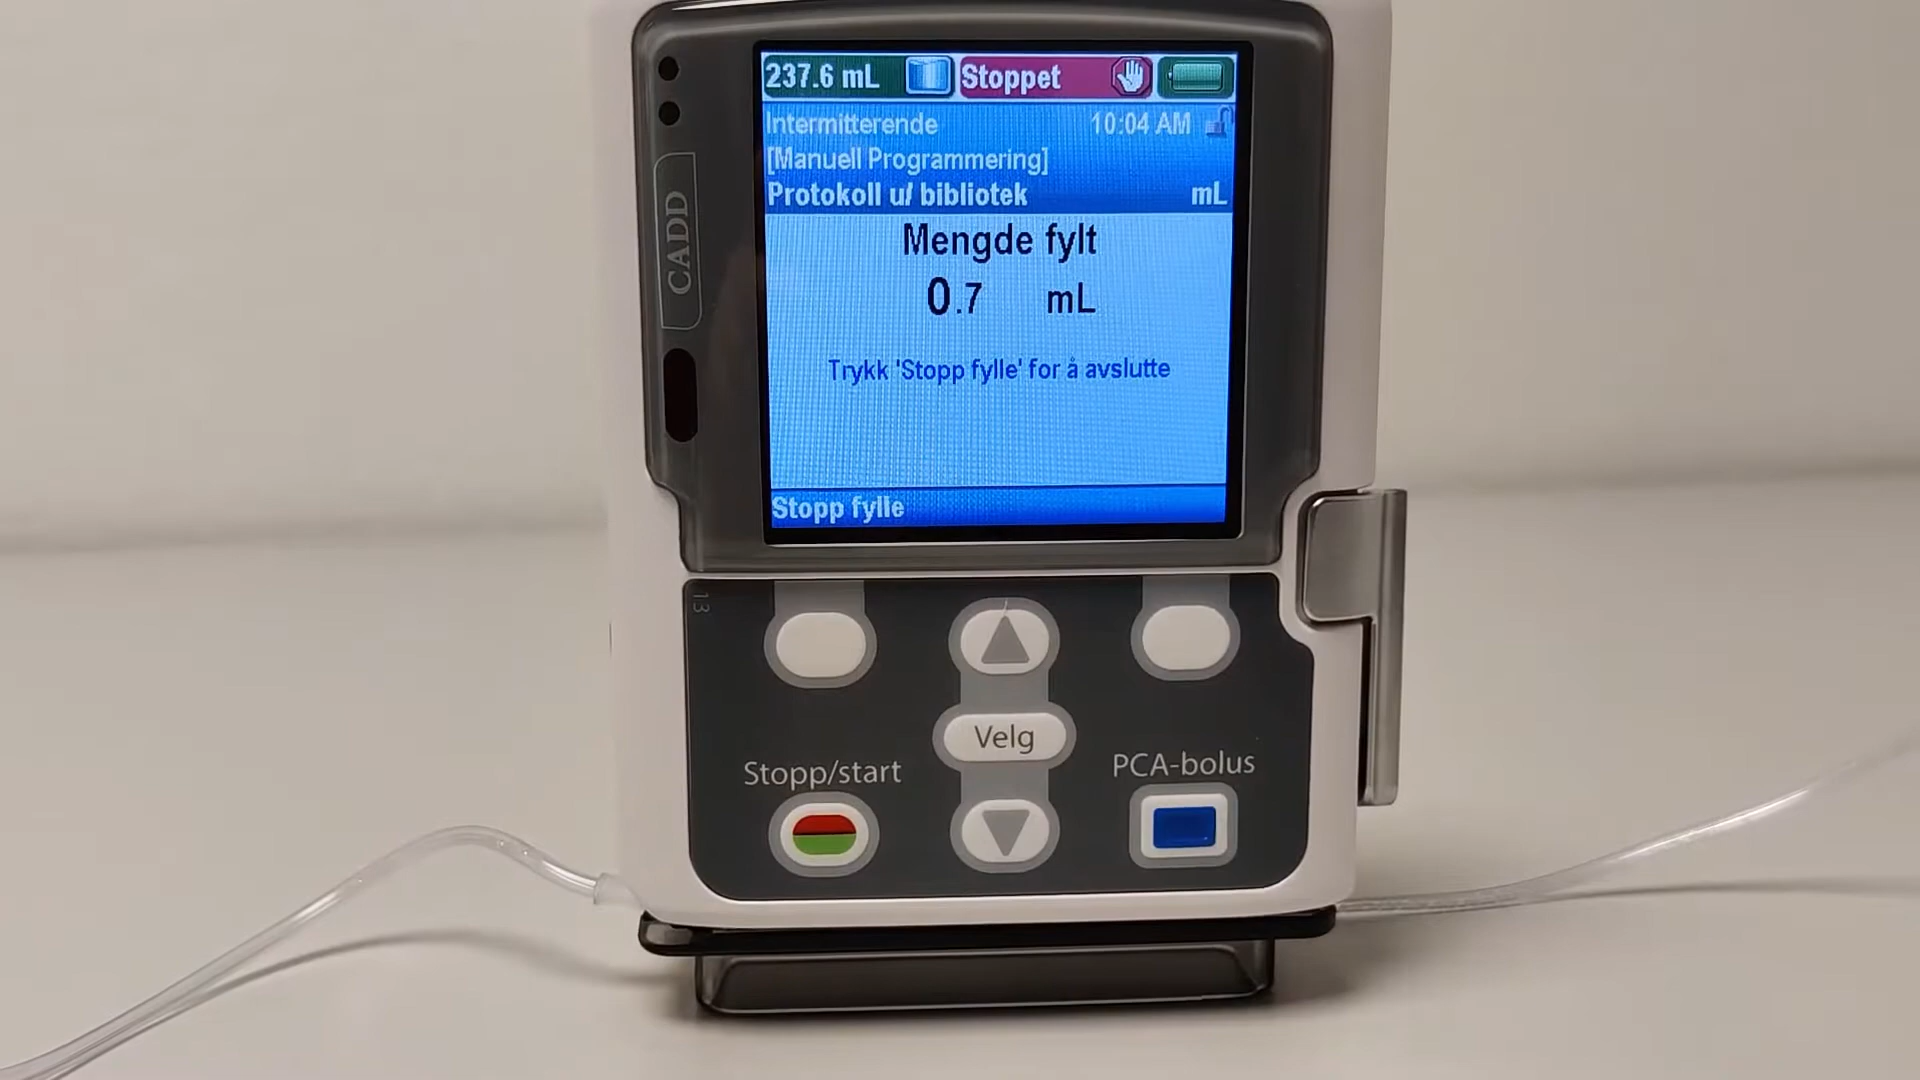 237.6 mL Stoppet
Intermitterende 10:04 AM
[Manuell Programmering]
Protokoll u/ bibliotek mL
Mengde fylt
0.7 mL
Trykk 'Stopp fylle' for å avslutte
Stopp fylle
CADD
13
Velg
Stopp/start
PCA-bolus